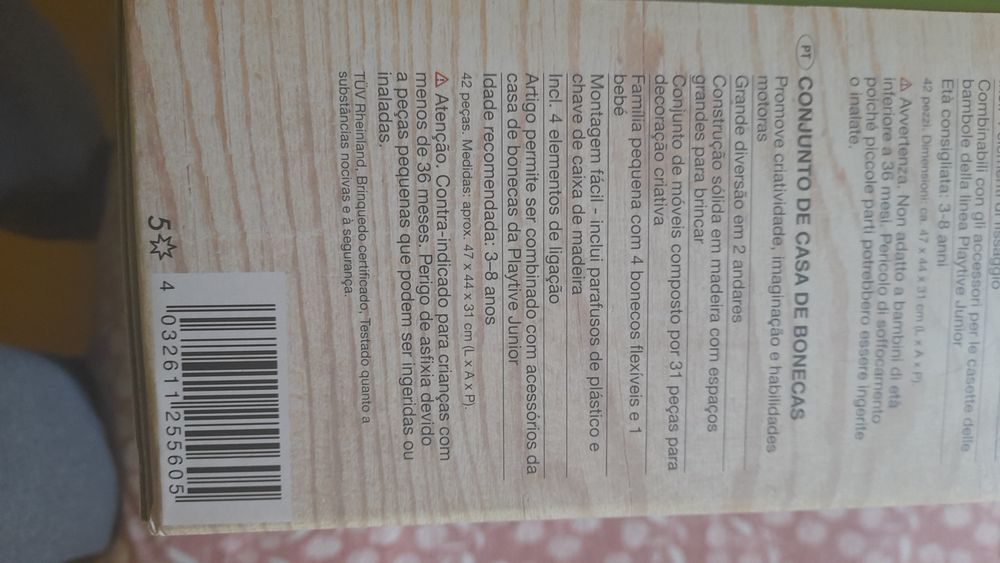 Combinabili con gli accessori per le casette delle
bambole della linea Playtive Junior
Età consigliata: 3-8 anni
42 pezzi. Dimensioni: ca. 47 x 44 x 31 cm (L x A x P).
⚠ Avvertenza. Non adatto a bambini di età
inferiore a 36 mesi. Pericolo di soffocamento
poiché piccole parti potrebbero essere ingerite
o inalate.
PT CONJUNTO DE CASA DE BONECAS
Promove criatividade, imaginação e habilidades
motoras
Grande diversão em 2 andares
Construção sólida em madeira com espaços
grandes para brincar
Conjunto de móveis composto por 31 peças para
decoração criativa
Família pequena com 4 bonecos flexíveis e 1
bebé
Montagem fácil - inclui parafusos de plástico e
chave de caixa de madeira
Incl. 4 elementos de ligação
Artigo permite ser combinado com acessórios da
casa de bonecas da Playtive Junior
Idade recomendada: 3-8 anos
42 peças. Medidas: aprox. 47 x 44 x 31 cm (L x A x P).
⚠ Atenção. Contra-indicado para crianças com
menos de 36 meses. Perigo de asfixia devido
a peças pequenas que podem ser ingeridas ou
inaladas.
TÜV Rheinland, Brinquedo certificado, Testado quanto a
substâncias nocivas e à segurança.
5☆
4 032611 255605